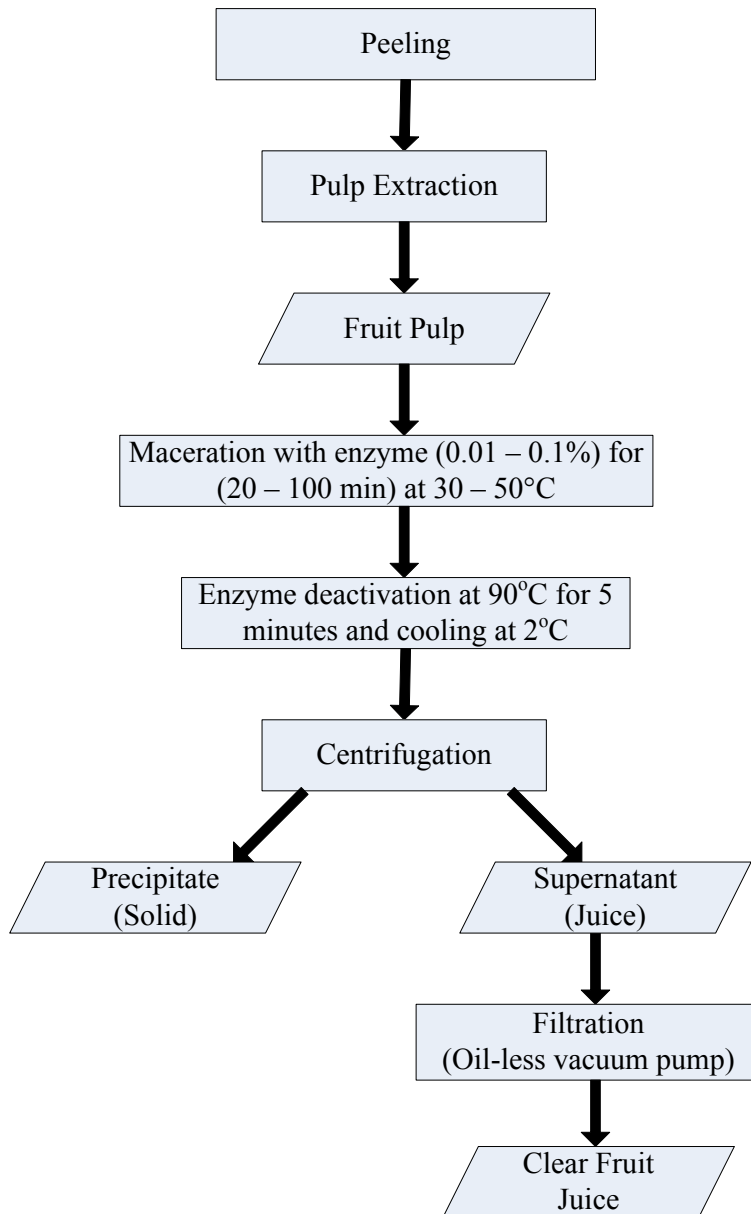 Peeling
Pulp Extraction
Fruit Pulp
Maceration with enzyme (0.01 – 0.1%) for
(20 – 100 min) at 30 – 50°C
Enzyme deactivation at 90°C for 5
minutes and cooling at 2°C
Centrifugation
Precipitate
(Solid)
Supernatant
(Juice)
Filtration
(Oil-less vacuum pump)
Clear Fruit
Juice